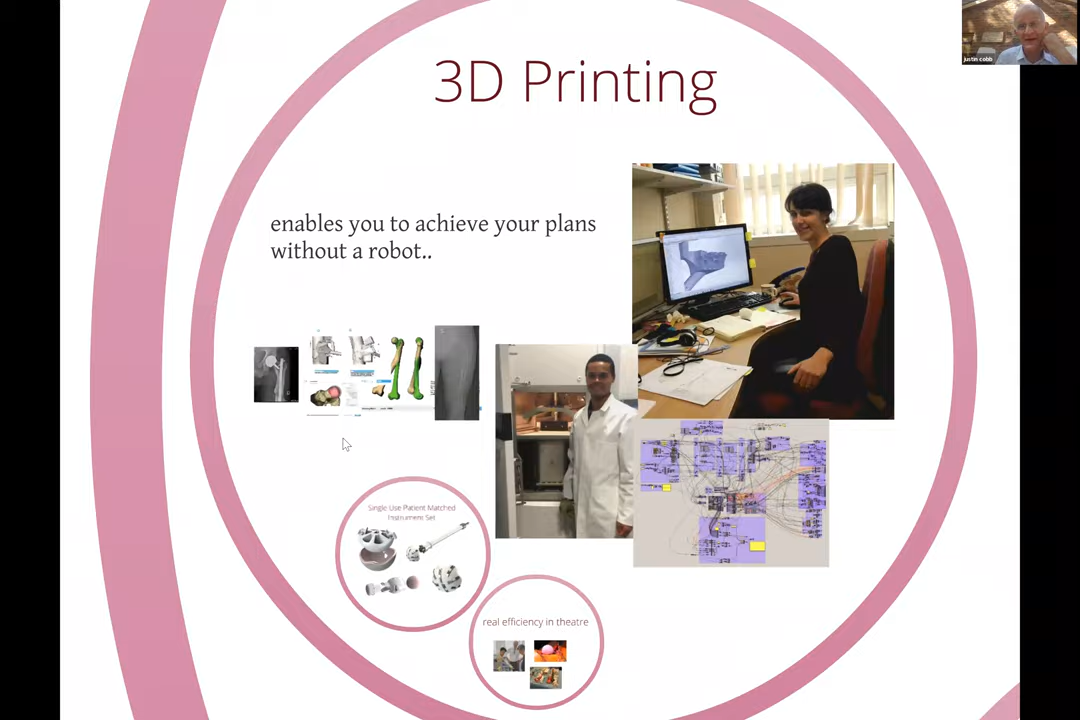 3D Printing
justin cobb
enables you to achieve your plans
without a robot..
Single Use Patient Matched
Instrument Set
real efficiency in theatre